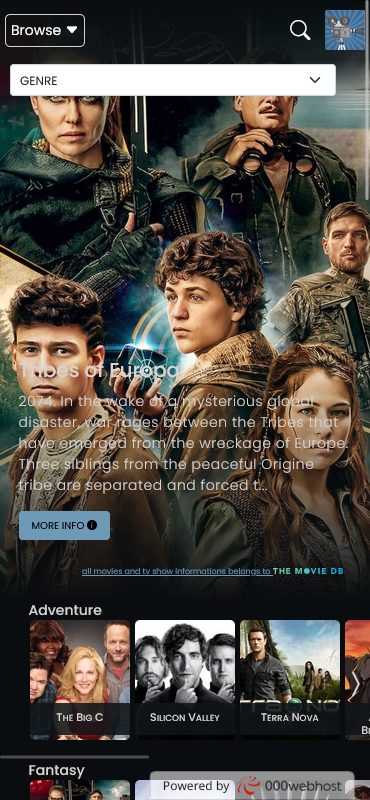 Browse
GENRE
Tribes of Europa
2074. In the wake of a mysterious global
disaster, war rages between the Tribes that
have emerged from the wreckage of Europe.
Three siblings from the peaceful Origine
tribe are separated and forced t...
MORE INFO
all movies and tv show informations belongs to THE MOVIE DB
Adventure
THE BIG C
SILICON VALLEY
TERRA NOVA
Fantasy
Powered by 000webhost